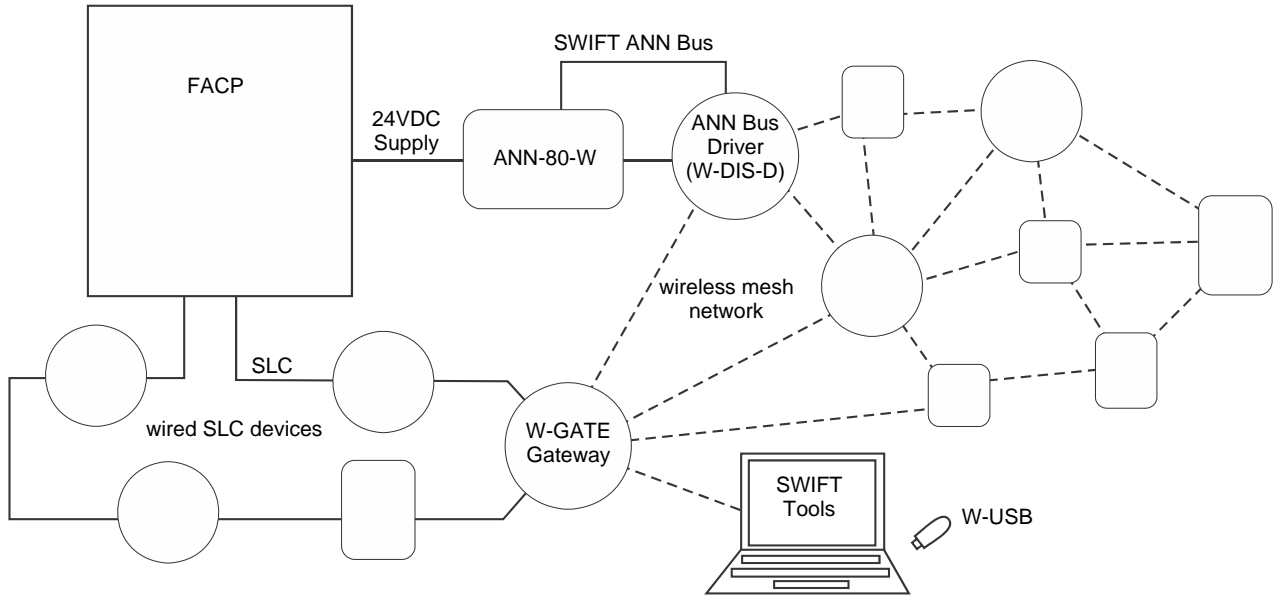 SWIFT ANN Bus
FACP
24VDC
Supply
ANN-80-W
ANN Bus
Driver
(W-DIS-D)
wireless mesh
network
SLC
wired SLC devices
W-GATE
Gateway
SWIFT
Tools
W-USB